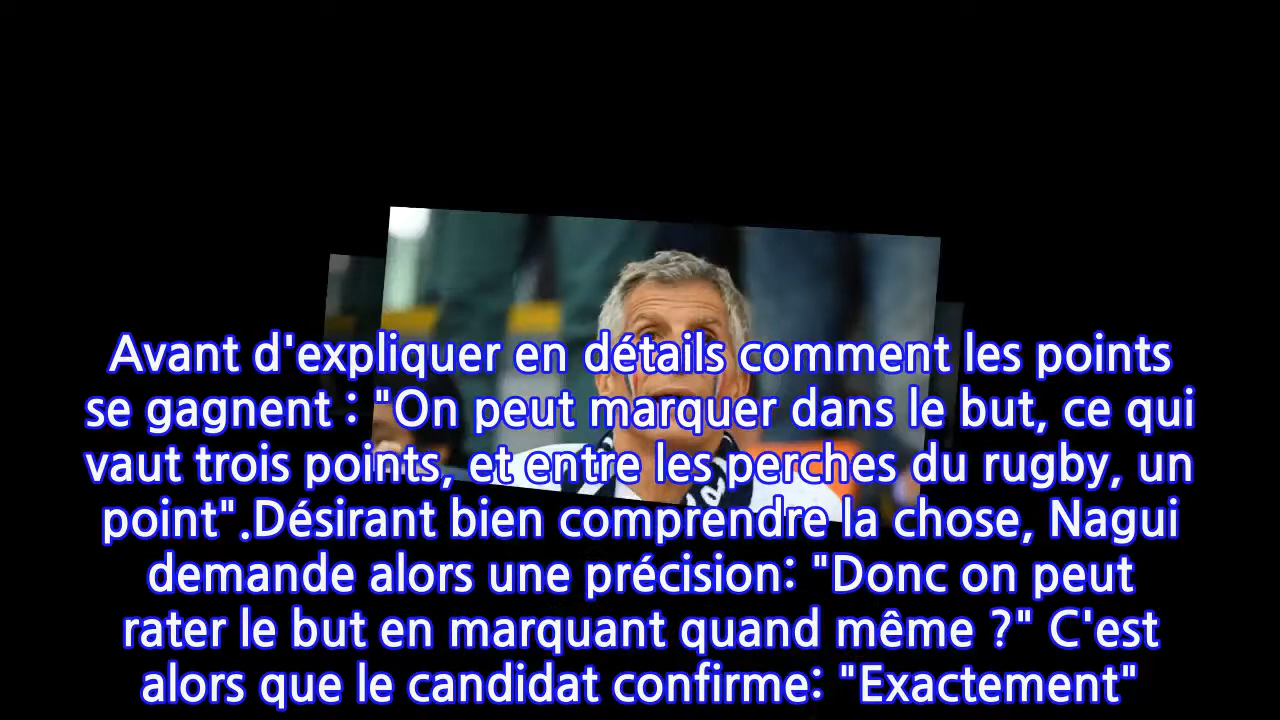 Avant d'expliquer en détails comment les points
se gagnent : "On peut marquer dans le but, ce qui
vaut trois points, et entre les perches du rugby, un
point".Désirant bien comprendre la chose, Nagui
demande alors une précision: "Donc on peut
rater le but en marquant quand même ?" C'est
alors que le candidat confirme: "Exactement"